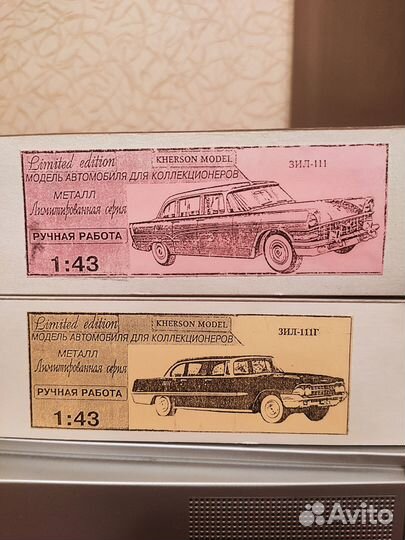 Limited edition
KHERSON MODEL
ЗИЛ-111
МОДЕЛЬ АВТОМОБИЛЯ ДЛЯ КОЛЛЕКЦИОНЕРОВ
МЕТАЛЛ
Лимитированная серия
РУЧНАЯ РАБОТА
1:43
Limited edition
KHERSON MODEL
ЗИЛ-111Г
МОДЕЛЬ АВТОМОБИЛЯ ДЛЯ КОЛЛЕКЦИОНЕРОВ
МЕТАЛЛ
Лимитированная серия
РУЧНАЯ РАБОТА
1:43
Avito